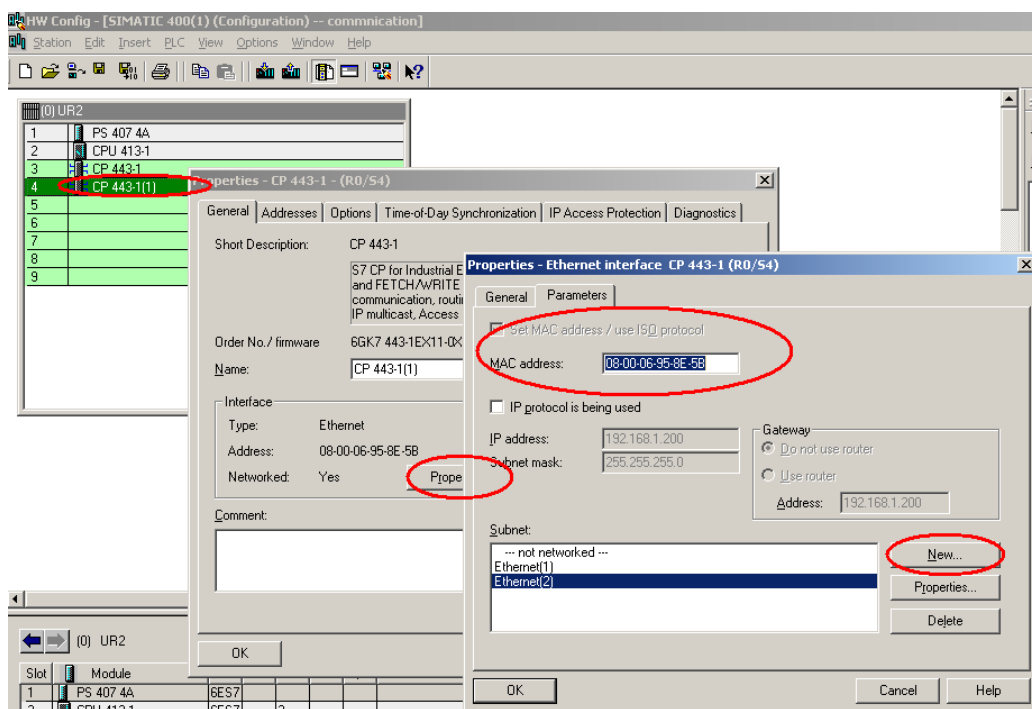 HW Config - [SIMATIC 400(1) (Configuration) -- commnication]
Station Edit Insert PLC View Options Window Help
(0) UR2
1 PS 407 4A
2 CPU 413-1
3 CP 443-1
4 CP 443-1(1)
5
6
7
8
9
Properties - CP 443-1 - (R0/S4)
General Addresses Options Time-of-Day Synchronization IP Access Protection Diagnostics
Short Description: CP 443-1
S7 CP for Industrial E
and FETCH/WRITE
communication, routi
IP multicast, Access
Order No./ firmware 6GK7 443-1EX11-0X
Name: CP 443-1(1)
Interface
Type: Ethernet
Address: 08-00-06-95-8E-5B
Networked: Yes
Prope
Comment:
OK
Properties - Ethernet interface CP 443-1 (R0/S4)
General Parameters
Set MAC address / use ISO protocol
MAC address: 08-00-06-95-8E-5B
IP protocol is being used
IP address: 192.168.1.200
Subnet mask: 255.255.255.0
Gateway
Do not use router
Use router
Address: 192.168.1.200
Subnet:
--- not networked ---
Ethernet(1)
Ethernet(2)
New...
Properties...
Delete
OK Cancel Help
(0) UR2
Slot Module
1 PS 407 4A 6ES7